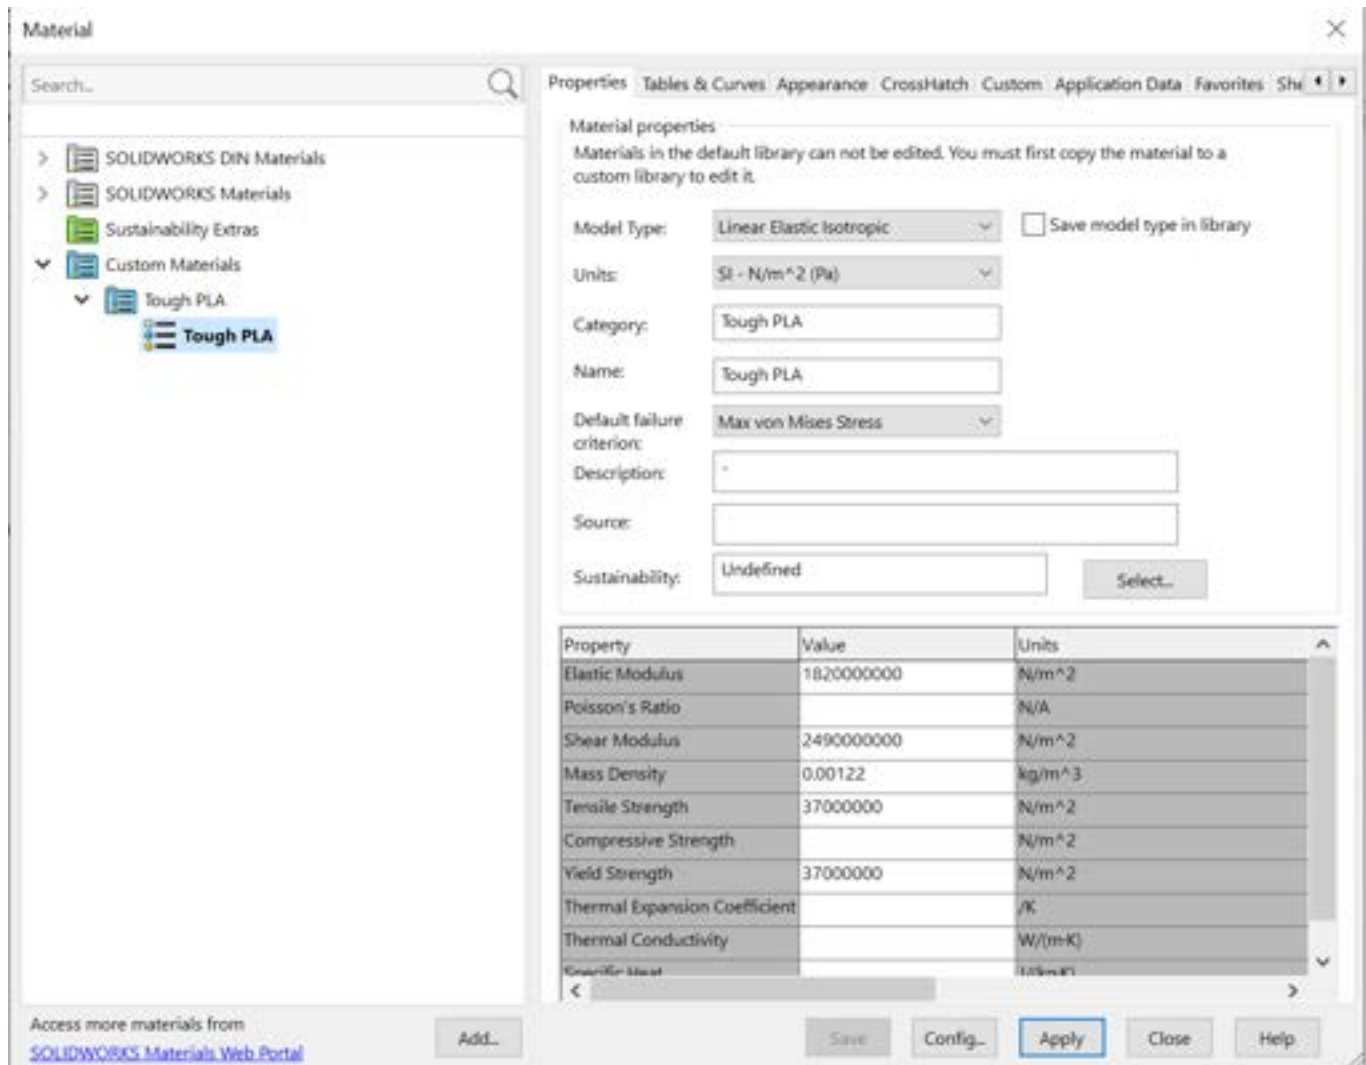 Material
Search...
SOLIDWORKS DIN Materials
SOLIDWORKS Materials
Sustainability Extras
Custom Materials
Tough PLA
Tough PLA
Access more materials from
SOLIDWORKS Materials Web Portal
Add...
Properties Tables & Curves Appearance CrossHatch Custom Application Data Favorites She
Material properties
Materials in the default library can not be edited. You must first copy the material to a
custom library to edit it.
Model Type: Linear Elastic Isotropic Save model type in library
Units: SI - N/m^2 (Pa)
Category: Tough PLA
Name: Tough PLA
Default failure
criterion: Max von Mises Stress
Description: -
Source:
Sustainability: Undefined Select...
Property Value Units
Elastic Modulus 1820000000 N/m^2
Poisson's Ratio N/A
Shear Modulus 2490000000 N/m^2
Mass Density 0.00122 kg/m^3
Tensile Strength 37000000 N/m^2
Compressive Strength N/m^2
Yield Strength 37000000 N/m^2
Thermal Expansion Coefficient /K
Thermal Conductivity W/(m·K)
Specific Heat J/(kg·K)
Save Config... Apply Close Help